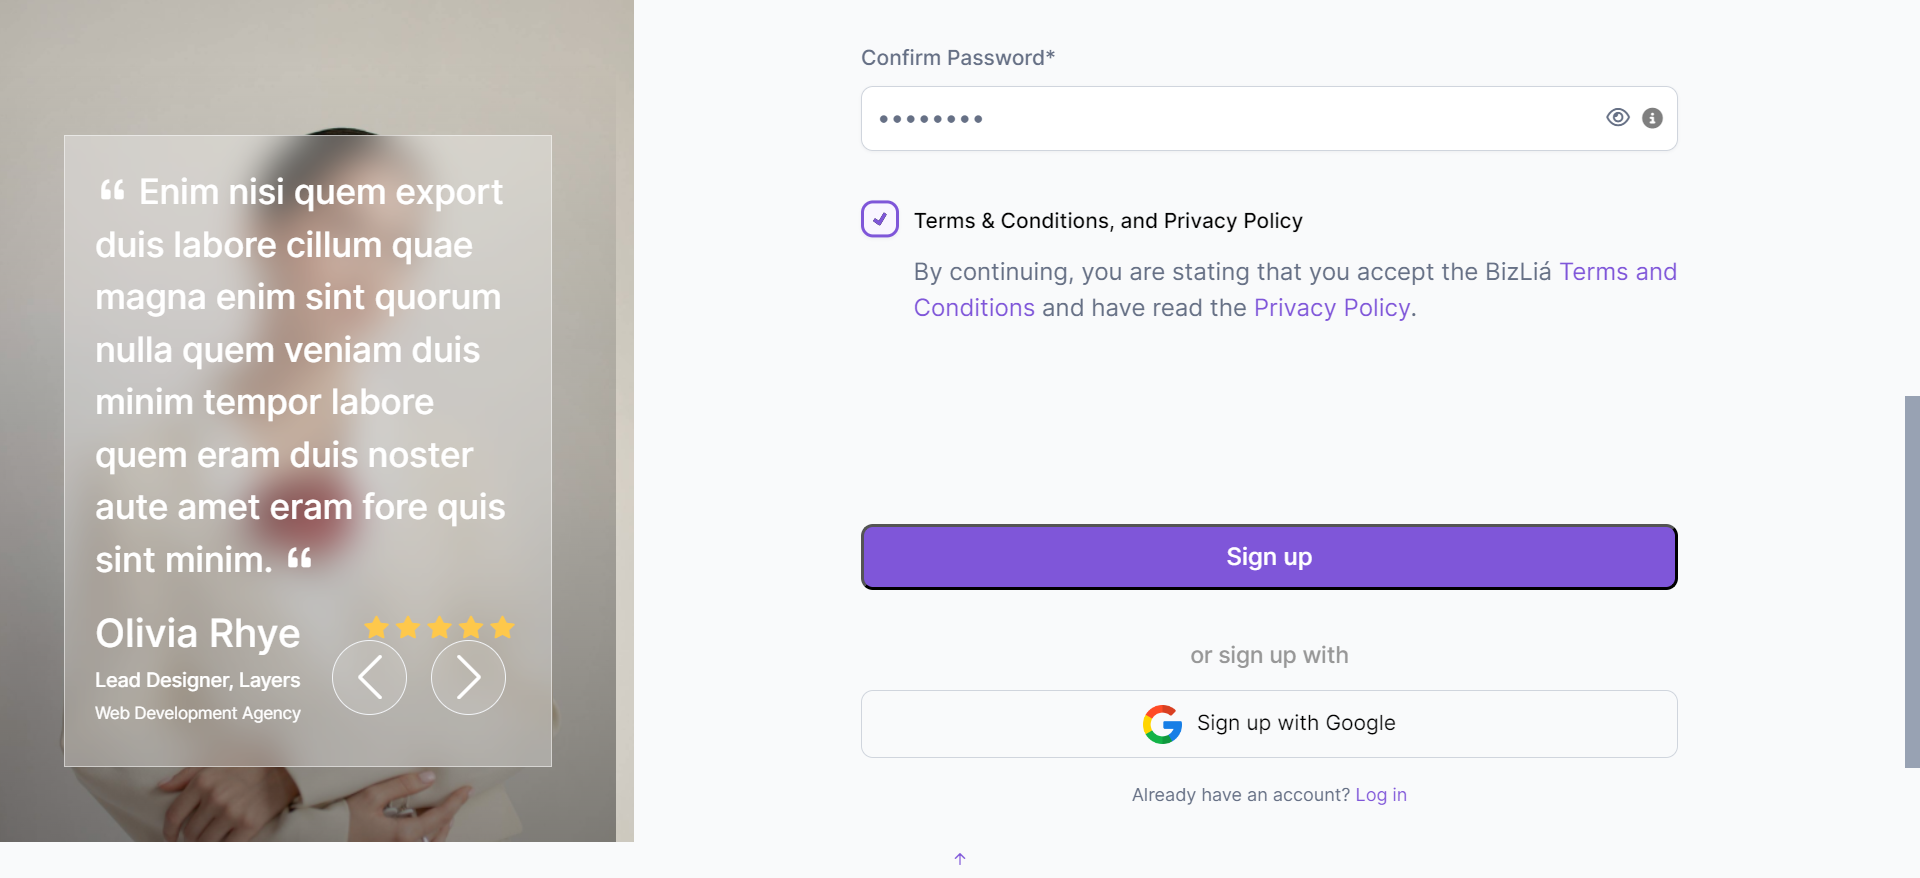 “ Enim nisi quem export
duis labore cillum quae
magna enim sint quorum
nulla quem veniam duis
minim tempor labore
quem eram duis noster
aute amet eram fore quis
sint minim. “
Olivia Rhye
Lead Designer, Layers
Web Development Agency
Confirm Password*
••••••••
Terms & Conditions, and Privacy Policy
By continuing, you are stating that you accept the BizLiá Terms and
Conditions and have read the Privacy Policy.
Sign up
or sign up with
Sign up with Google
Already have an account? Log in